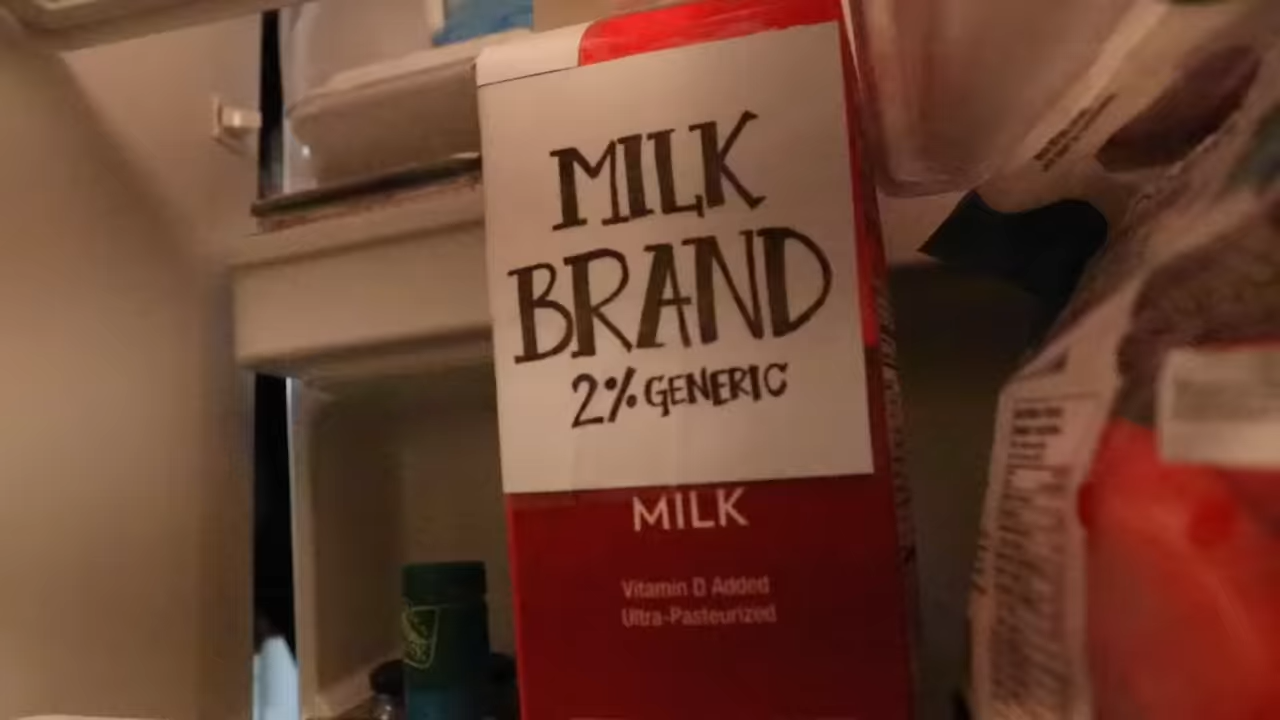 MILK
BRAND
2% GENERIC
MILK
Vitamin D Added
Ultra-Pasteurized